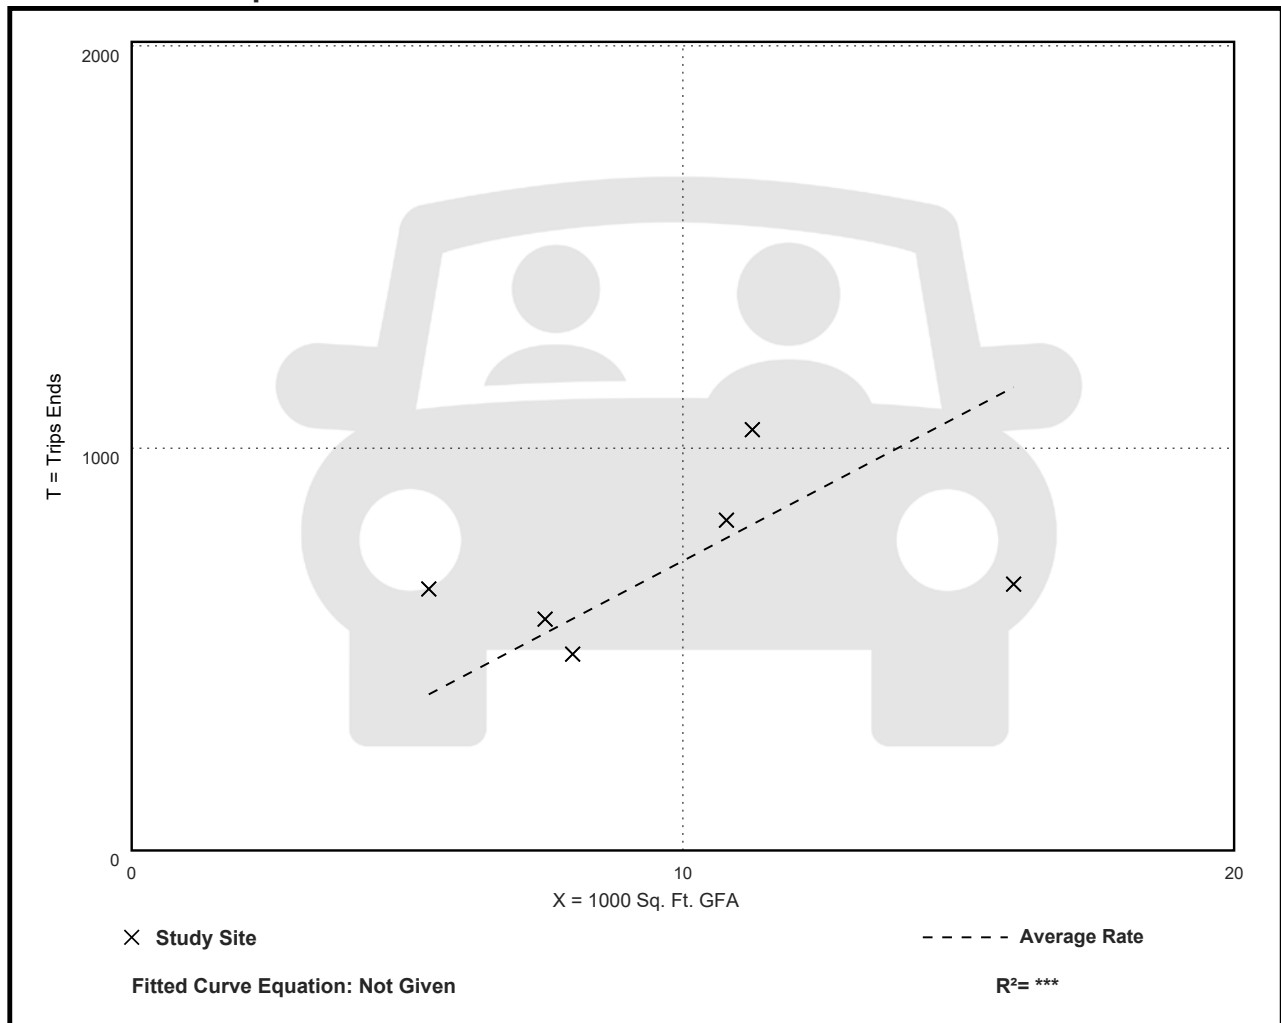 2000
T = Trips Ends
1000
0
0 10 20
X = 1000 Sq. Ft. GFA
Study Site
Average Rate
Fitted Curve Equation: Not Given
R²= ***